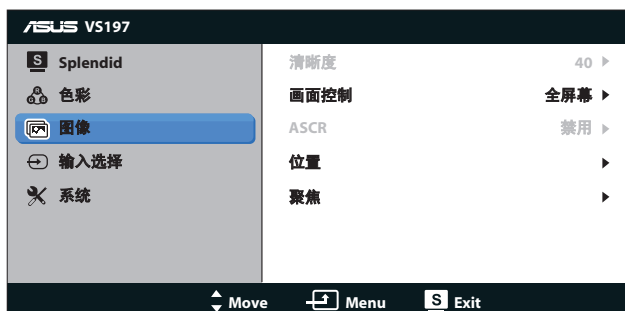 ASUS VS197
S Splendid
清晰度 40
色彩
画面控制 全屏幕
图像
ASCR 禁用
输入选择
位置
系统
聚焦
Move Menu S Exit